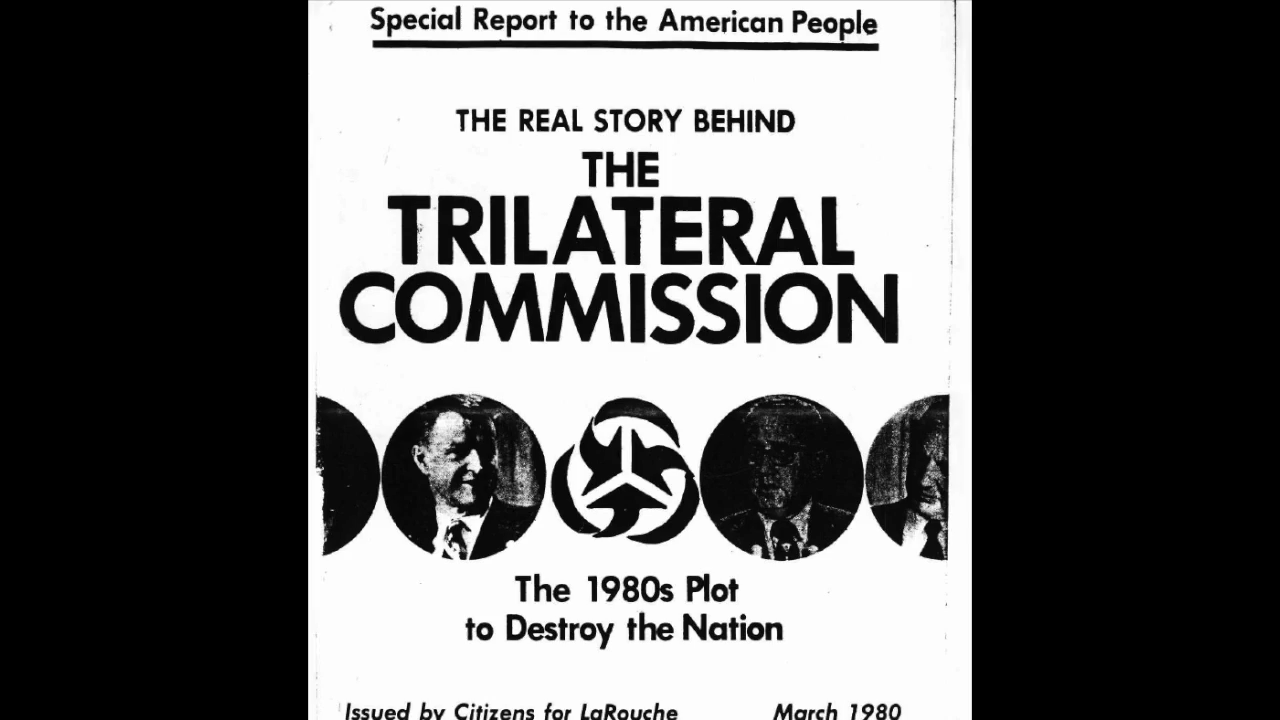 Special Report to the American People
THE REAL STORY BEHIND
THE
TRILATERAL
COMMISSION
The 1980s Plot
to Destroy the Nation
Issued by Citizens for LaRouche March 1980